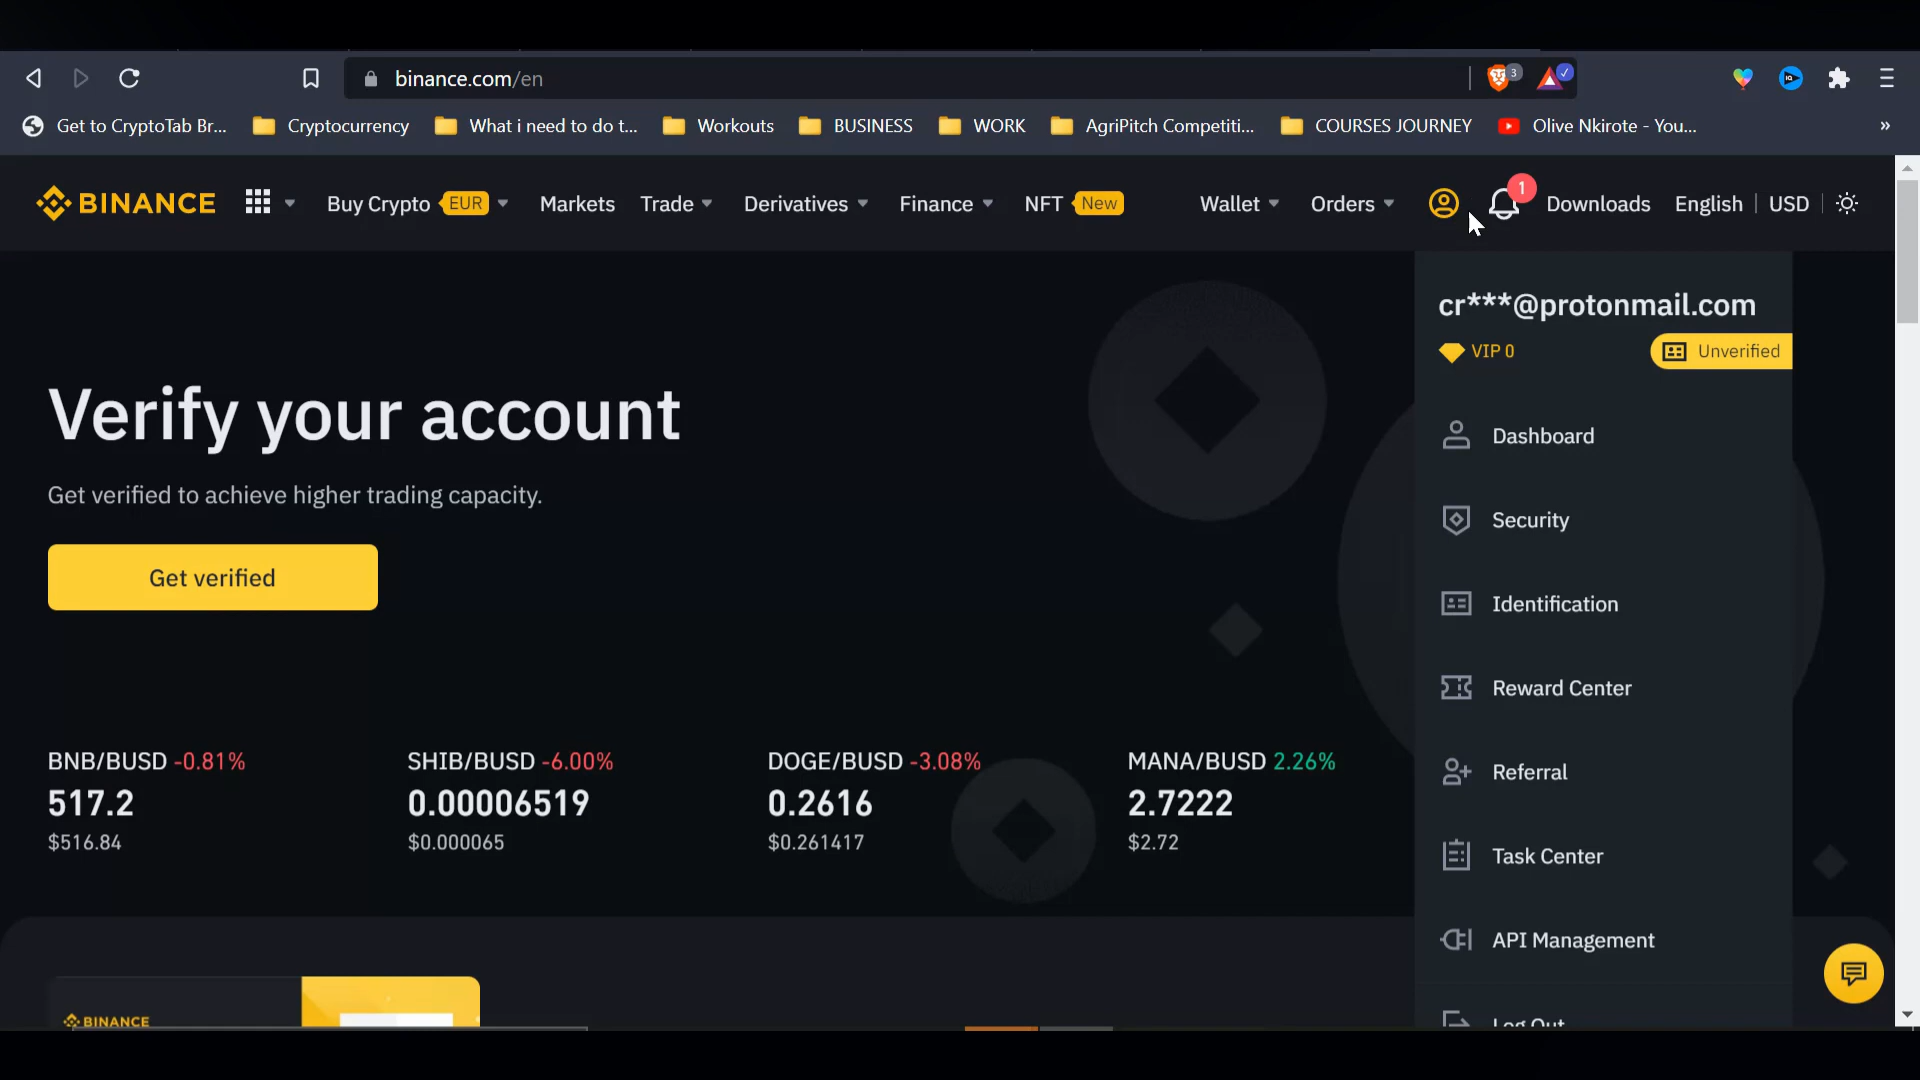 binance.com/en
3
Get to CryptoTab Br...
Cryptocurrency
What i need to do t...
Workouts
BUSINESS
WORK
AgriPitch Competiti...
COURSES JOURNEY
Olive Nkirote - You...
»
BINANCE
Buy Crypto EUR
Markets
Trade
Derivatives
Finance
NFT New
Wallet
Orders
1
Downloads
English
USD
cr***@protonmail.com
VIP 0
Unverified
Verify your account
Get verified to achieve higher trading capacity.
Get verified
Dashboard
Security
Identification
Reward Center
Referral
Task Center
API Management
Log Out
BNB/BUSD -0.81%
517.2
$516.84
SHIB/BUSD -6.00%
0.00006519
$0.000065
DOGE/BUSD -3.08%
0.2616
$0.261417
MANA/BUSD 2.26%
2.7222
$2.72
BINANCE